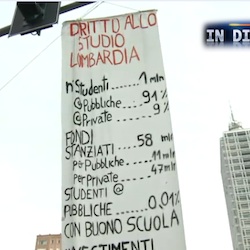 DRITTO ALLO
STUDIO
LOMBARDIA
n° Studenti......1 mln
@Pubbliche......91%
@Private......9%
FONDI
STANZIATI......58 mln
per Pubbliche......11 mln
per Private......47 mln
STUDENTI @
PUBBLICHE......0,01%
CON BUONO SCUOLA
INVESTIMENTI
IN DI